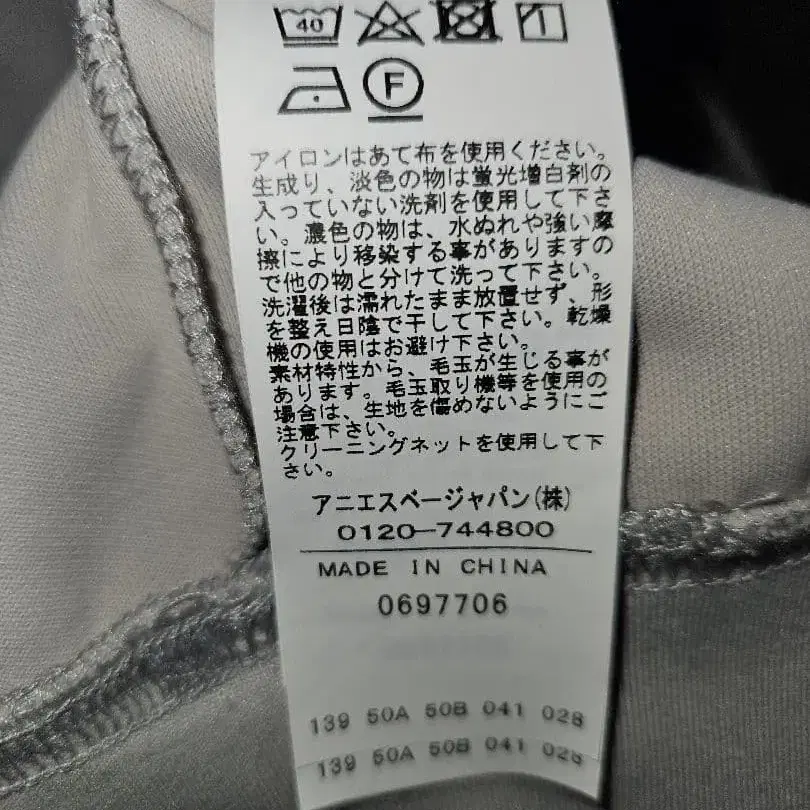 40
F
アイロンはあて布を使用ください。
生成り、淡色の物は蛍光増白剤の
入っていない洗剤を使用して下さ
い。濃色の物は、水ぬれや強い摩
擦により移染する事がありますの
で他の物と分けて洗って下さい。
洗濯後は濡れたまま放置せず、形
を整え日陰で干して下さい。乾燥
機の使用はお避け下さい。
素材特性から、毛玉が生じる事が
あります。毛玉取り機等を使用の
場合は、生地を傷めないようにご
注意下さい。
クリーニングネットを使用して下
さい。
アニエスベージャパン(株)
0120-744800
MADE IN CHINA
0697706
139 50A 50B 041 028
139 50A 50B 041 028